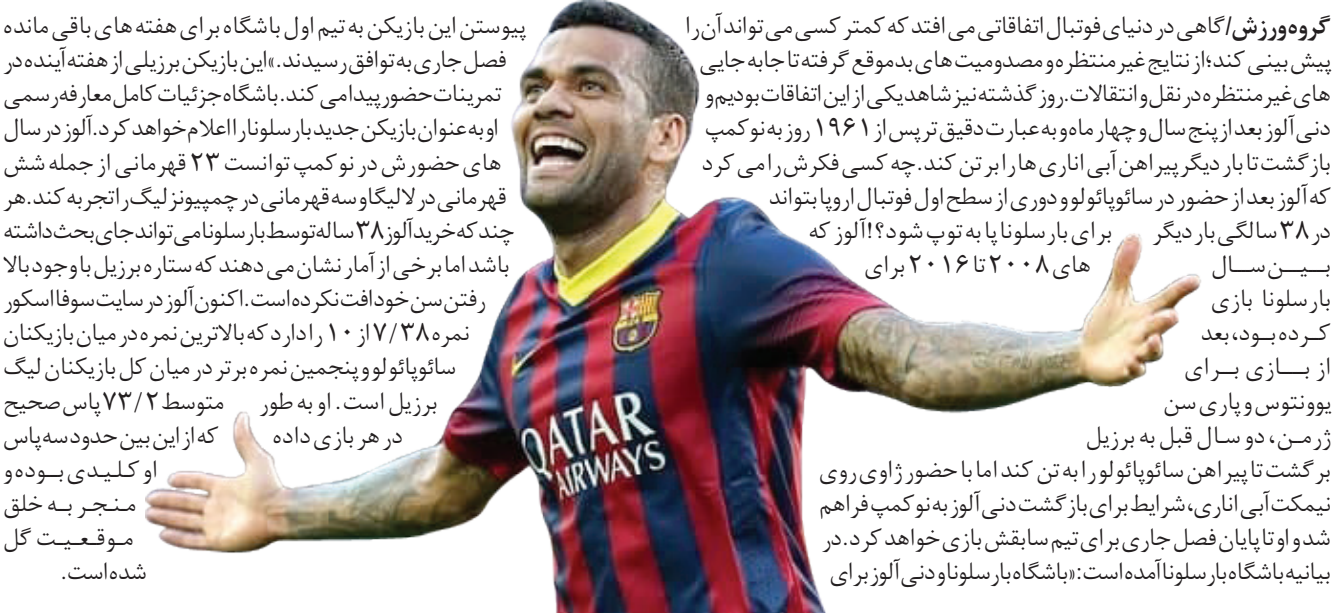 گروه ورزش/ گاهی در دنیای فوتبال اتفاقاتی می افتد که کمتر کسی می تواند آن را
پیش بینی کند؛ از نتایج غیر منتظره و مصدومیت های بدموقع گرفته تا جابه جایی
های غیر منتظره در نقل و انتقالات. روز گذشته نیز شاهد یکی از این اتفاقات بودیم و
دنی آلوز بعد از پنج سال و چهار ماه و به عبارت دقیق تر پس از ۱۹۶۱ روز به نوکمپ
بازگشت تا بار دیگر پیراهن آبی اناری ها را بر تن کند. چه کسی فکرش را می کرد
که آلوز بعد از حضور در سائوپائولو و دوری از سطح اول فوتبال اروپا بتواند
در ۳۸ سالگی بار دیگر برای بارسلونا پا به توپ شود؟! آلوز که
بین سال های ۲۰۰۸ تا ۲۰۱۶ برای
بارسلونا بازی
کرده بود، بعد
از بازی برای
یوونتوس و پاری سن
ژرمن، دو سال قبل به برزیل
برگشت تا پیراهن سائوپائولو را به تن کند اما با حضور ژاوی روی
نیمکت آبی اناری، شرایط برای بازگشت دنی آلوز به نوکمپ فراهم
شد و او تا پایان فصل جاری برای تیم سابقش بازی خواهد کرد. در
بیانیه باشگاه بارسلونا آمده است: «باشگاه بارسلونا و دنی آلوز برای
پیوستن این بازیکن به تیم اول باشگاه برای هفته های باقی مانده
فصل جاری به توافق رسیدند.» این بازیکن برزیلی از هفته آینده در
تمرینات حضور پیدا می کند. باشگاه جزئیات کامل معارفه رسمی
او به عنوان بازیکن جدید بارسلونا را اعلام خواهد کرد. آلوز در سال
های حضورش در نوکمپ توانست ۲۳ قهرمانی از جمله شش
قهرمانی در لالیگا و سه قهرمانی در چمپیونز لیگ را تجربه کند. هر
چند که خرید آلوز ۳۸ ساله توسط بارسلونا می تواند جای بحث داشته
باشد اما برخی از آمار نشان می دهند که ستاره برزیل با وجود بالا
رفتن سن خود افت نکرده است. اکنون آلوز در سایت سوفا اسکور
نمره ۷/۳۸ از ۱۰ را دارد که بالاترین نمره در میان بازیکنان
سائوپائولو و پنجمین نمره برتر در میان کل بازیکنان لیگ
برزیل است. او به طور متوسط ۷۳/۲ پاس صحیح
در هر بازی داده که از این بین حدود سه پاس
او کلیدی بوده و
منجر به خلق
موقعیت گل
شده است.
QATAR
AIRWAYS